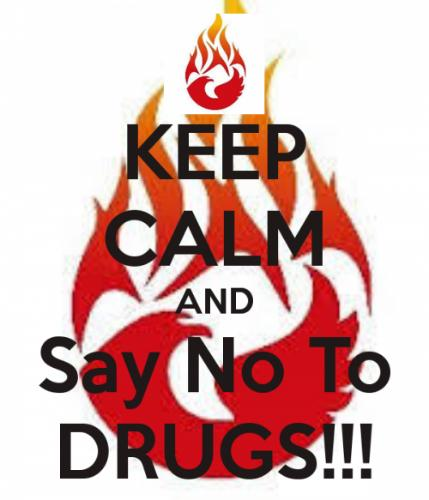 KEEP
CALM
AND
Say No To
DRUGS!!!